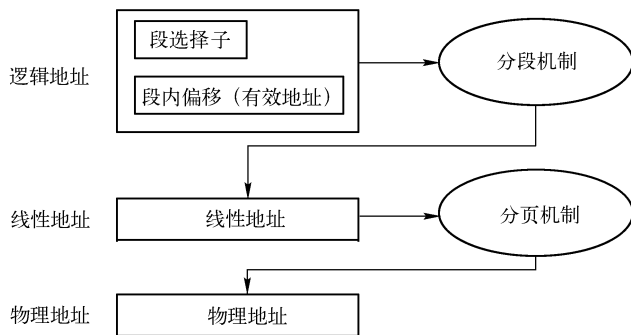 段选择子
逻辑地址
段内偏移（有效地址）
分段机制
线性地址
线性地址
分页机制
物理地址
物理地址